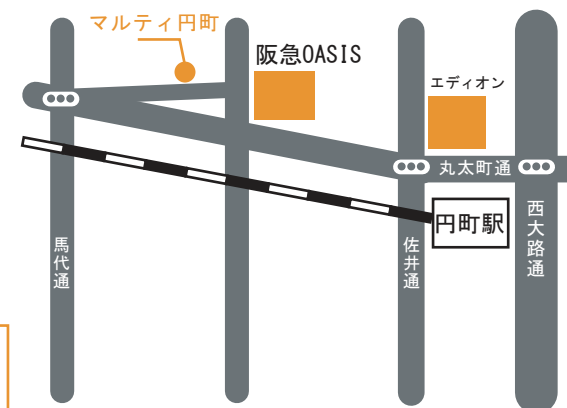 マルティ円町
阪急OASIS
エディオン
丸太町通
円町駅
馬代通
佐井通
西大路通